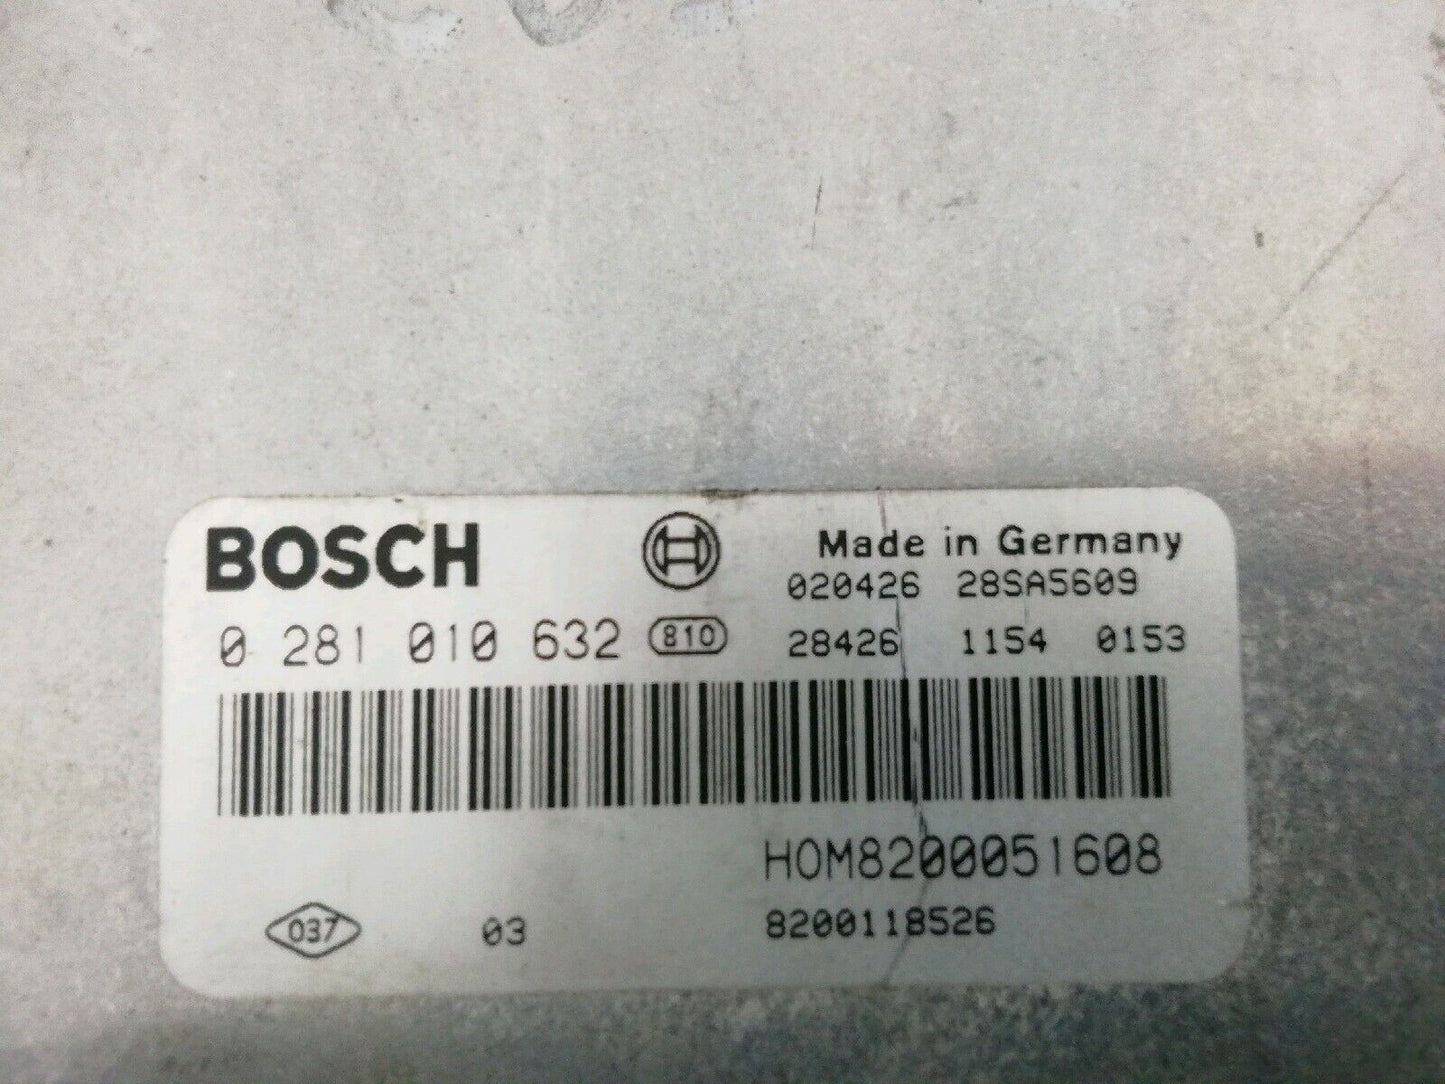 BOSCH
Made in Germany
020426 28SA5609
0 281 010 632 810
28426 1154 0153
HOM8200051608
037 03 8200118526